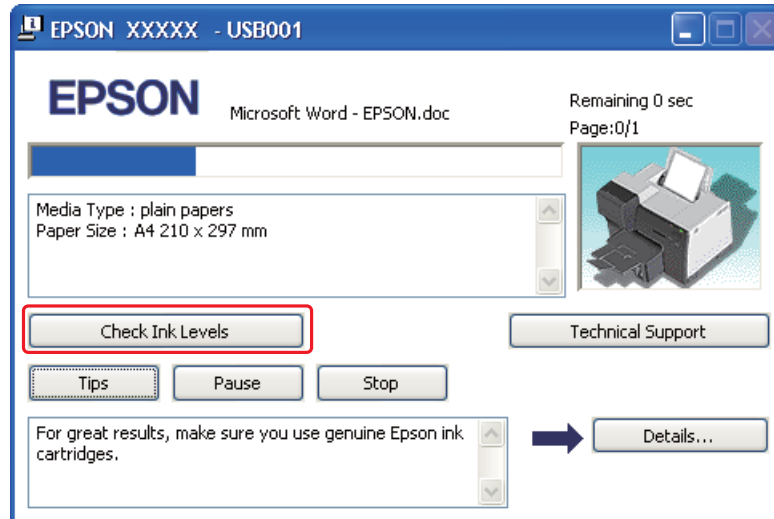 EPSON XXXXX - USB001
EPSON
Microsoft Word - EPSON.doc
Remaining 0 sec
Page:0/1
Media Type : plain papers
Paper Size : A4 210 x 297 mm
Check Ink Levels
Technical Support
Tips
Pause
Stop
For great results, make sure you use genuine Epson ink
cartridges.
Details...